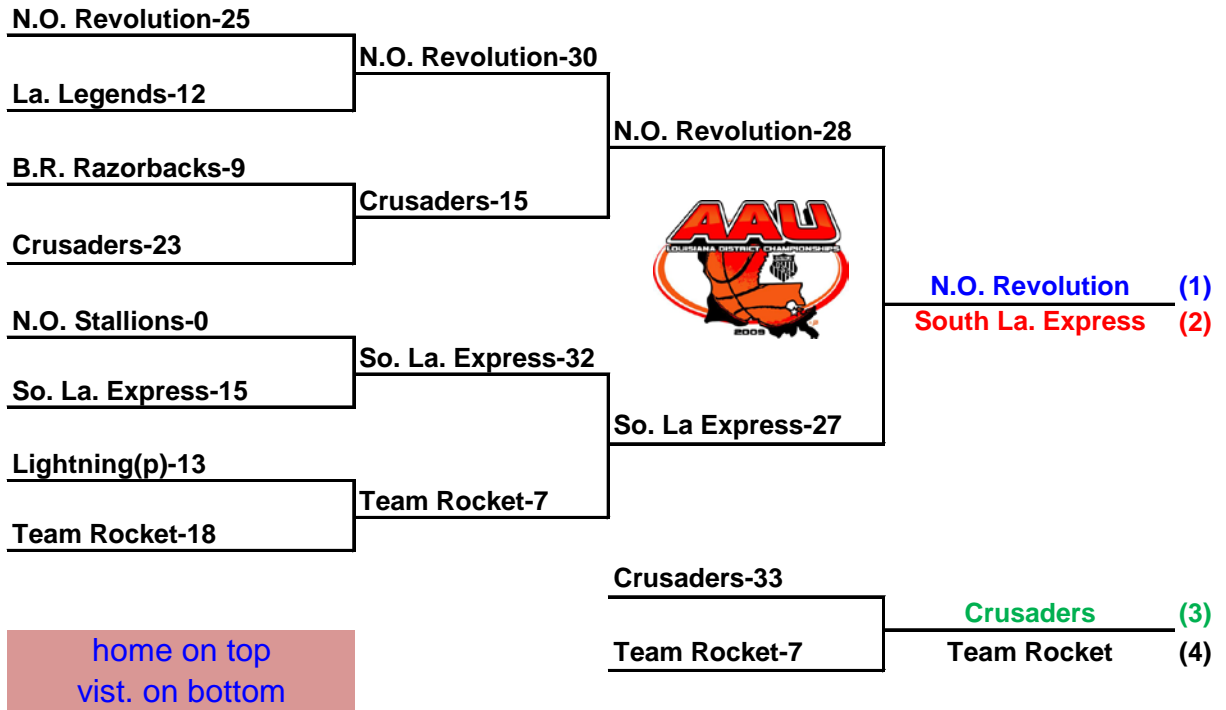 N.O. Revolution-25
N.O. Revolution-30
La. Legends-12
N.O. Revolution-28
B.R. Razorbacks-9
Crusaders-15
Crusaders-23
AAU
LOUISIANA DISTRICT CHAMPIONSHIPS
2009
N.O. Revolution (1)
South La. Express (2)
N.O. Stallions-0
So. La. Express-32
So. La. Express-15
So. La Express-27
Lightning(p)-13
Team Rocket-7
Team Rocket-18
Crusaders-33
Crusaders (3)
Team Rocket-7
Team Rocket (4)
home on top
vist. on bottom